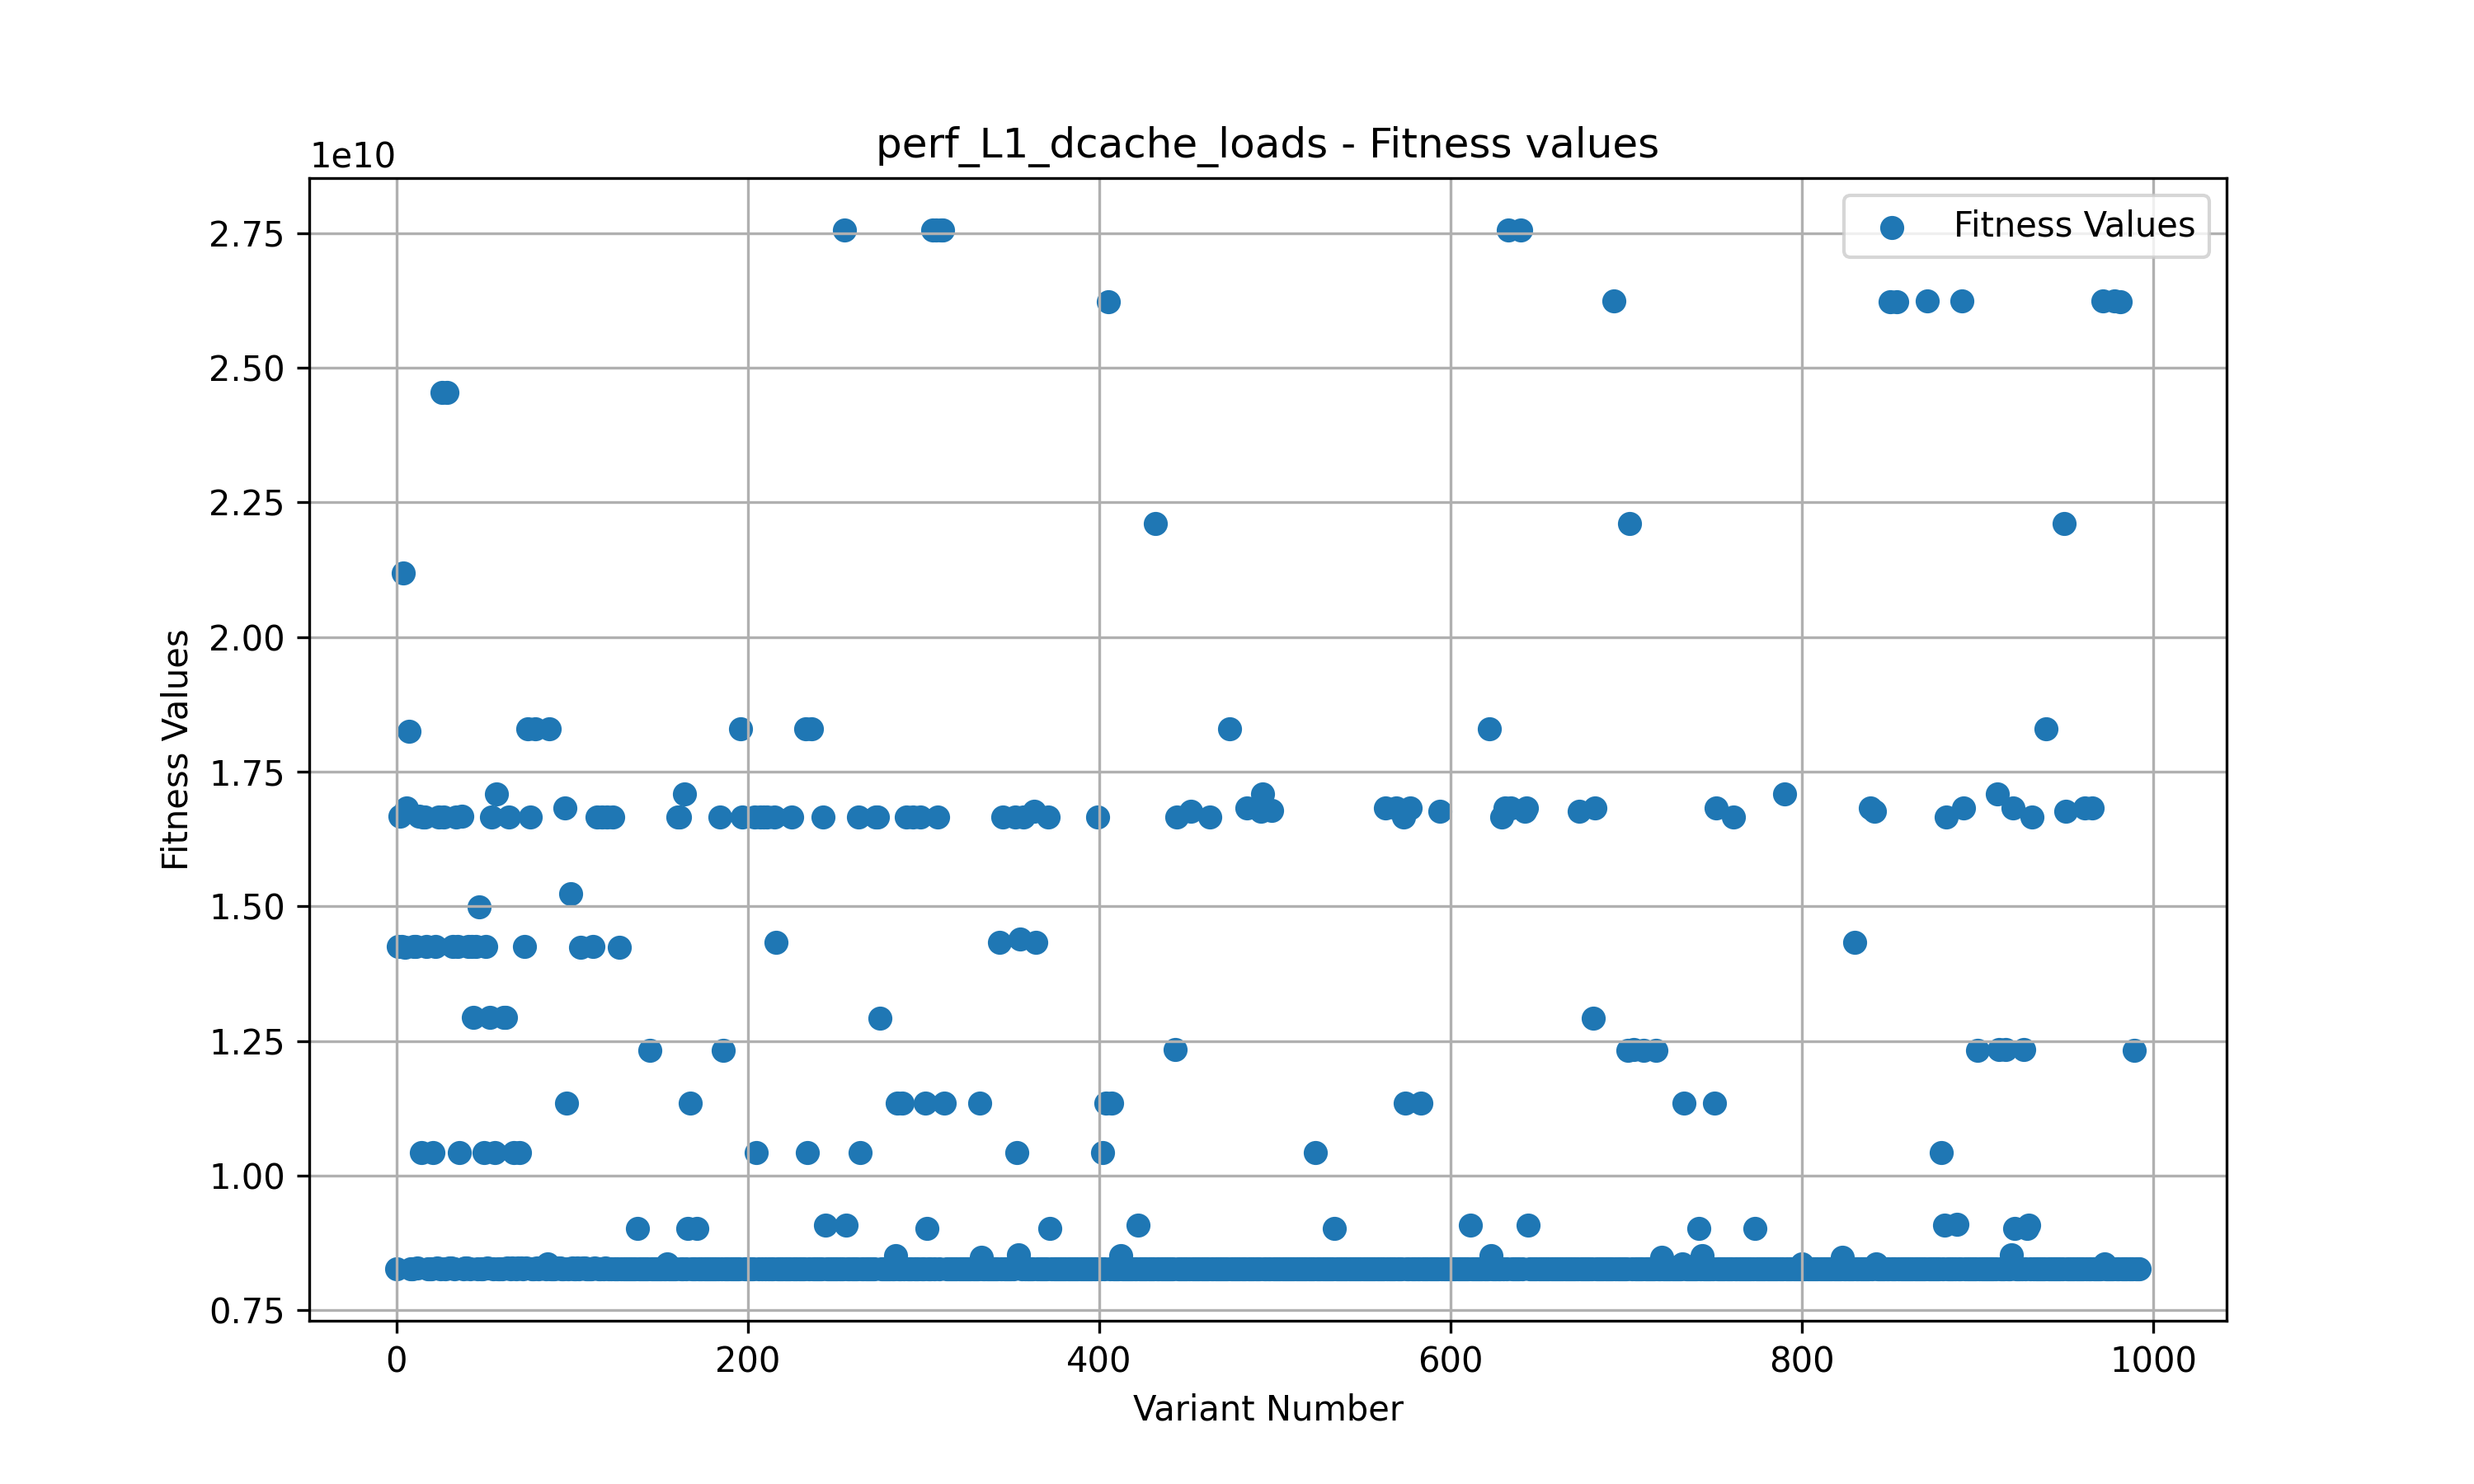 perf_L1_dcache_loads - Fitness values
1e10
Fitness Values
2.75
2.50
2.25
2.00
1.75
1.50
1.25
1.00
0.75
Fitness Values
0 200 400 600 800 1000
Variant Number